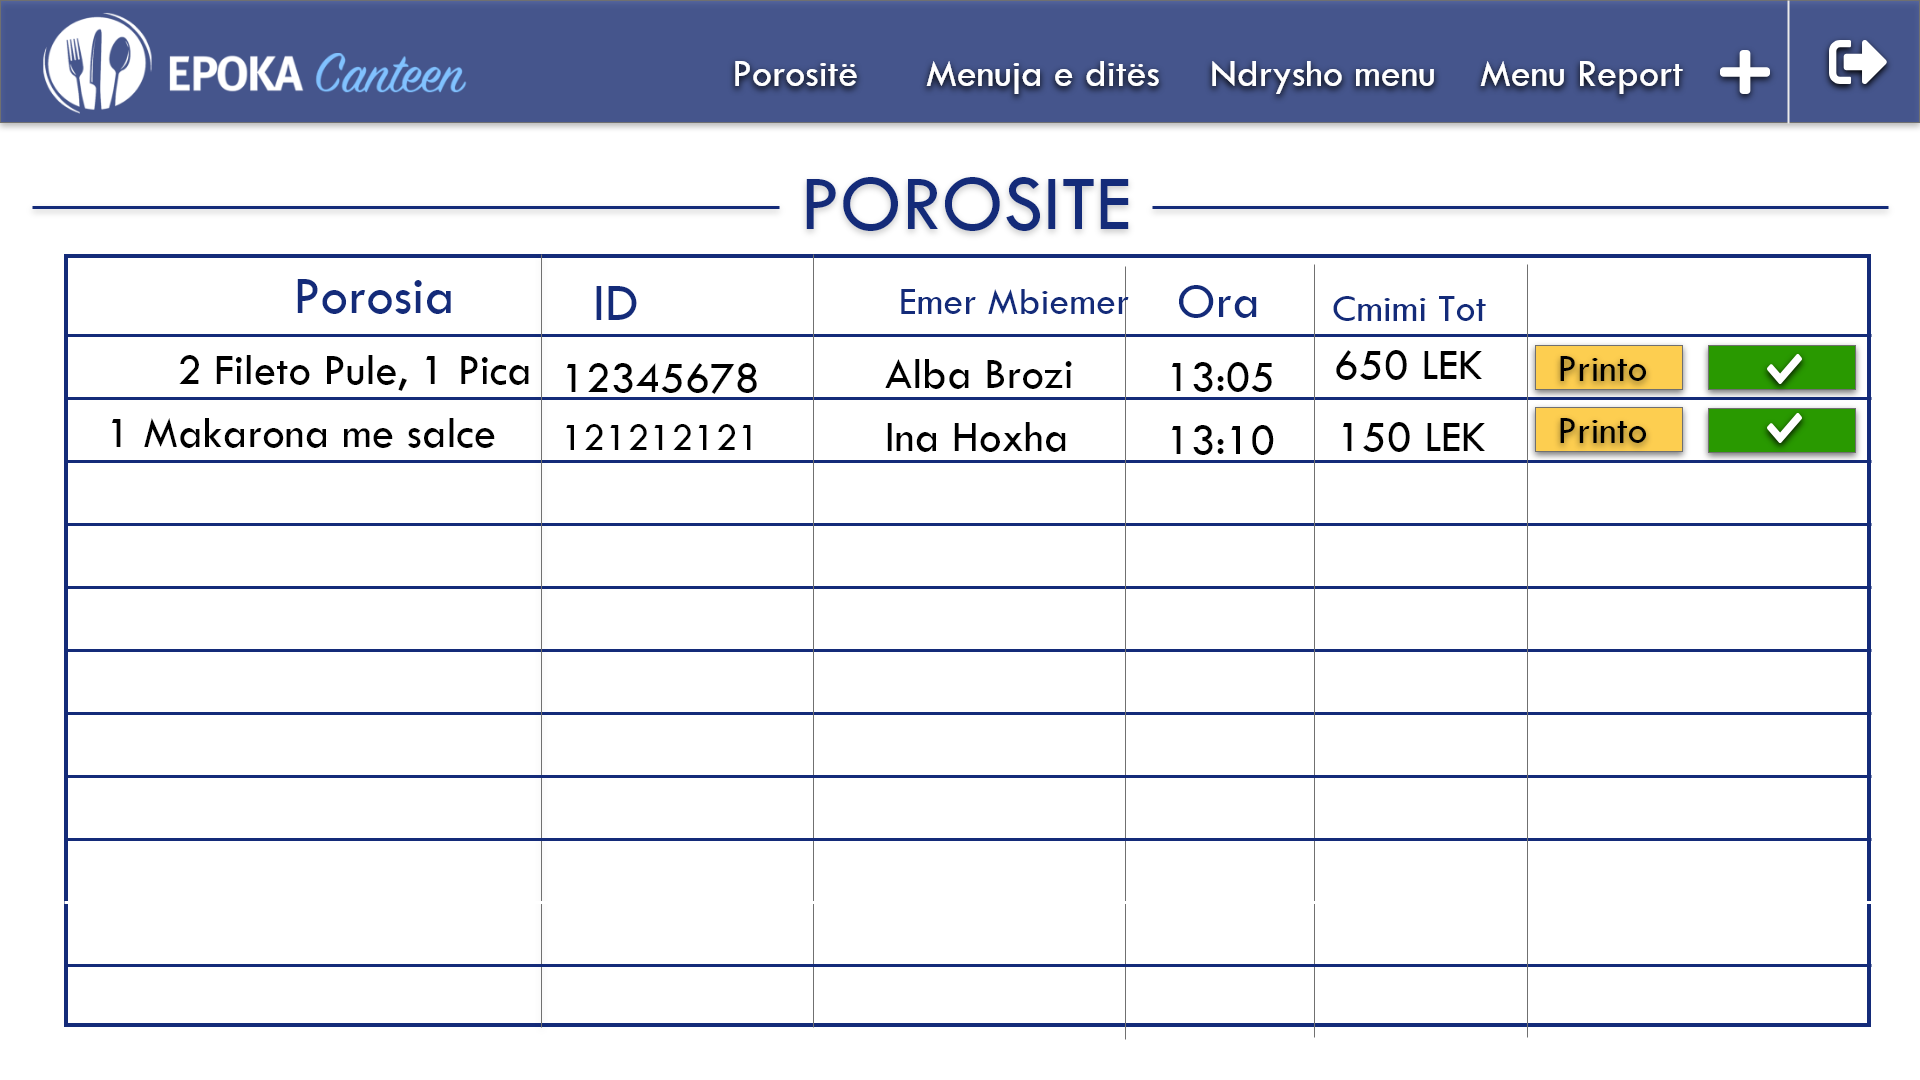 EPOKA Canteen
Porositë Menuja e ditës Ndrysho menu Menu Report
POROSITE
Porosia ID Emer Mbiemer Ora Cmimi Tot
2 Fileto Pule, 1 Pica 12345678 Alba Brozi 13:05 650 LEK Printo
1 Makarona me salce 121212121 Ina Hoxha 13:10 150 LEK Printo